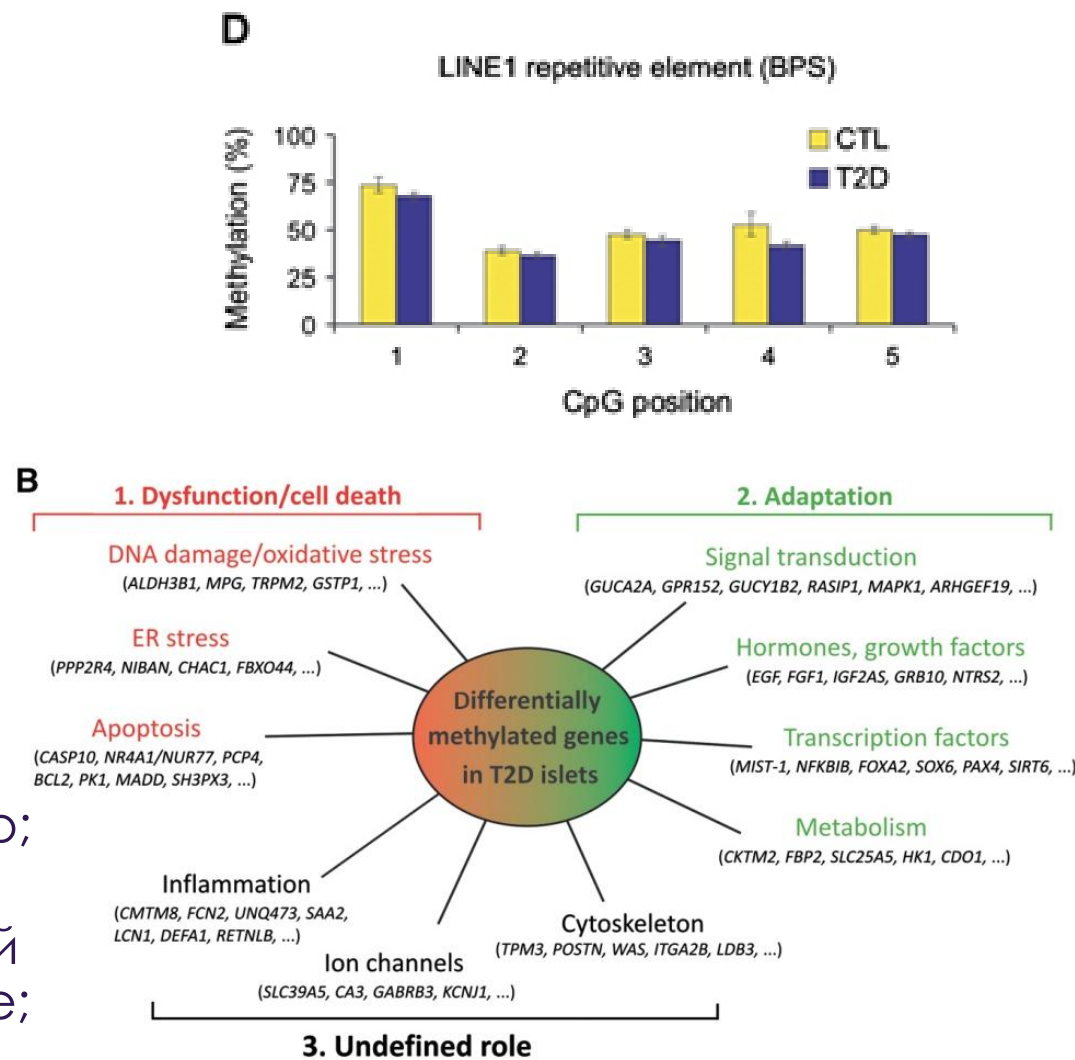 D
LINE1 repetitive element (BPS)
Methylation (%)
100
75
50
25
0
CTL
T2D
1 2 3 4 5
CpG position
B
1. Dysfunction/cell death
2. Adaptation
DNA damage/oxidative stress
(ALDH3B1, MPG, TRPM2, GSTP1, ...)
Signal transduction
(GUCA2A, GPR152, GUCY1B2, RASIP1, MAPK1, ARHGEF19, ...)
ER stress
(PPP2R4, NIBAN, CHAC1, FBXO44, ...)
Hormones, growth factors
(EGF, FGF1, IGF2AS, GRB10, NTRS2, ...)
Differentially
methylated genes
in T2D islets
Apoptosis
(CASP10, NR4A1/NUR77, PCP4,
BCL2, PK1, MADD, SH3PX3, ...)
Transcription factors
(MIST-1, NFKBIB, FOXA2, SOX6, PAX4, SIRT6, ...)
Metabolism
(CKTM2, FBP2, SLC25A5, HK1, CDO1, ...)
Inflammation
(CMTM8, FCN2, UNQ473, SAA2,
LCN1, DEFA1, RETNLB, ...)
Cytoskeleton
(TPM3, POSTN, WAS, ITGA2B, LDB3, ...)
Ion channels
(SLC39A5, CA3, GABRB3, KCNJ1, ...)
3. Undefined role